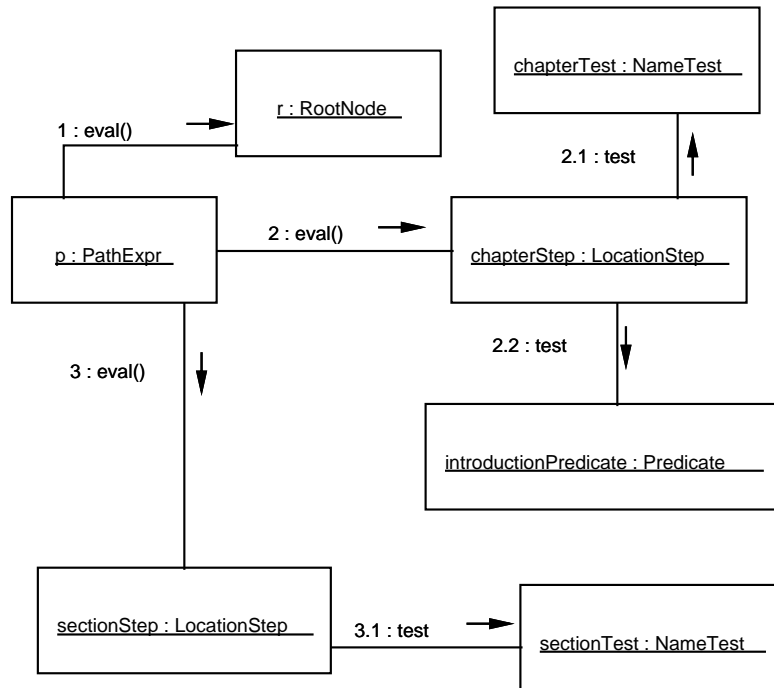 chapterTest : NameTest
r : RootNode
1 : eval()
2.1 : test
2 : eval()
p : PathExpr
chapterStep : LocationStep
2.2 : test
3 : eval()
introductionPredicate : Predicate
sectionStep : LocationStep
3.1 : test
sectionTest : NameTest